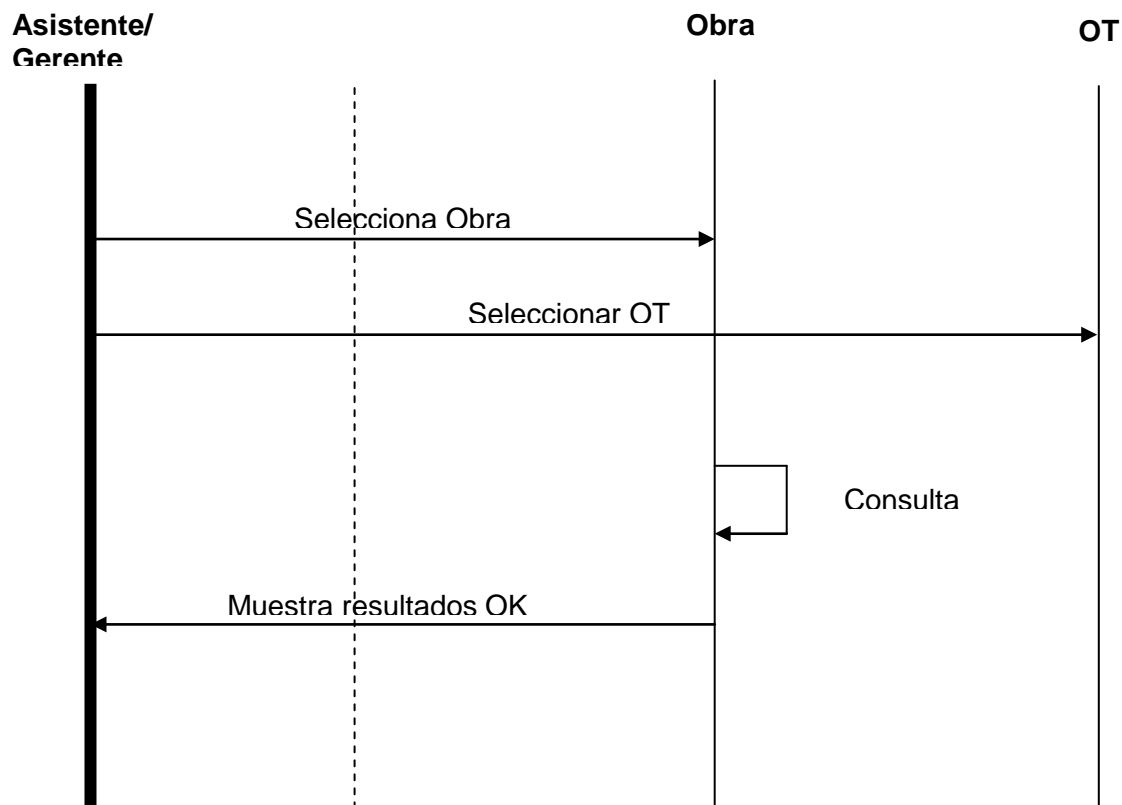 Asistente/
Gerente
Obra
OT
Selecciona Obra
Seleccionar OT
Consulta
Muestra resultados OK